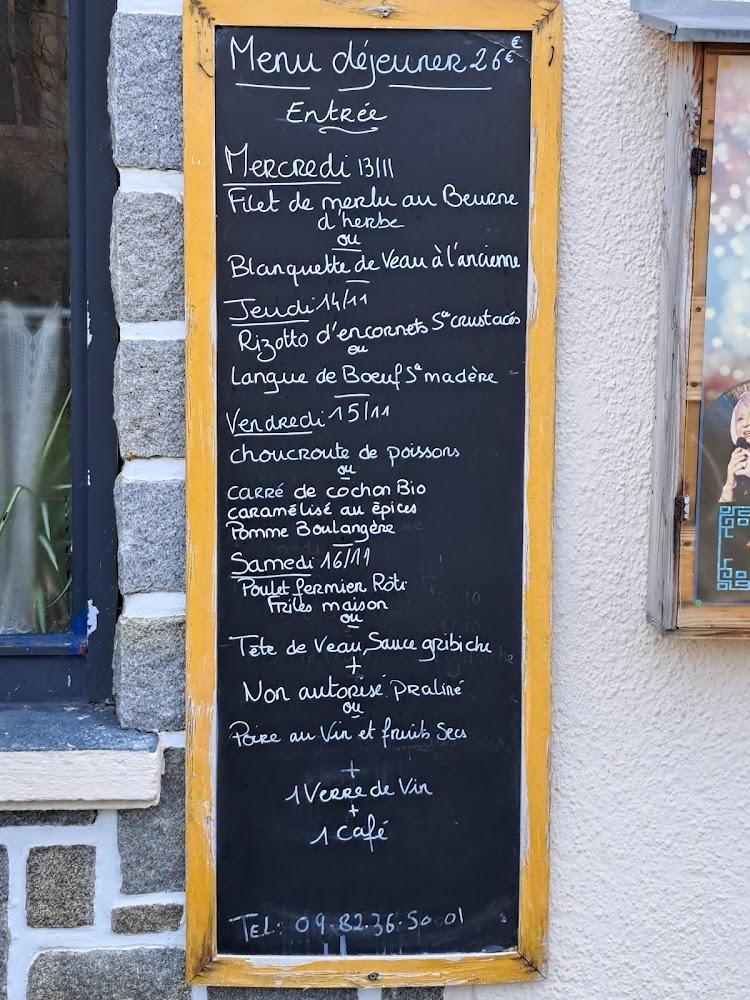 Menu déjeuner 26€
Entrée
Mercredi 13/11
Filet de merlu au Beurre
d'herbe
ou
Blanquette de Veau à l'ancienne
Jeudi 14/11
Rizotto d'encornets Sce crustacés
ou
Langue de Boeuf Sce madère
Vendredi 15/11
choucroute de poissons
ou
carré de cochon Bio
caramélisé au épices
Pomme Boulangère
Samedi 16/11
Poulet fermier Rôti
Frites maison
ou
Tête de Veau, Sauce gribiche
+
Non autorisé praliné
ou
Poire au Vin et fruits Secs
+
1 Verre de Vin
+
1 Café
TEL: 09.82.36.50 01